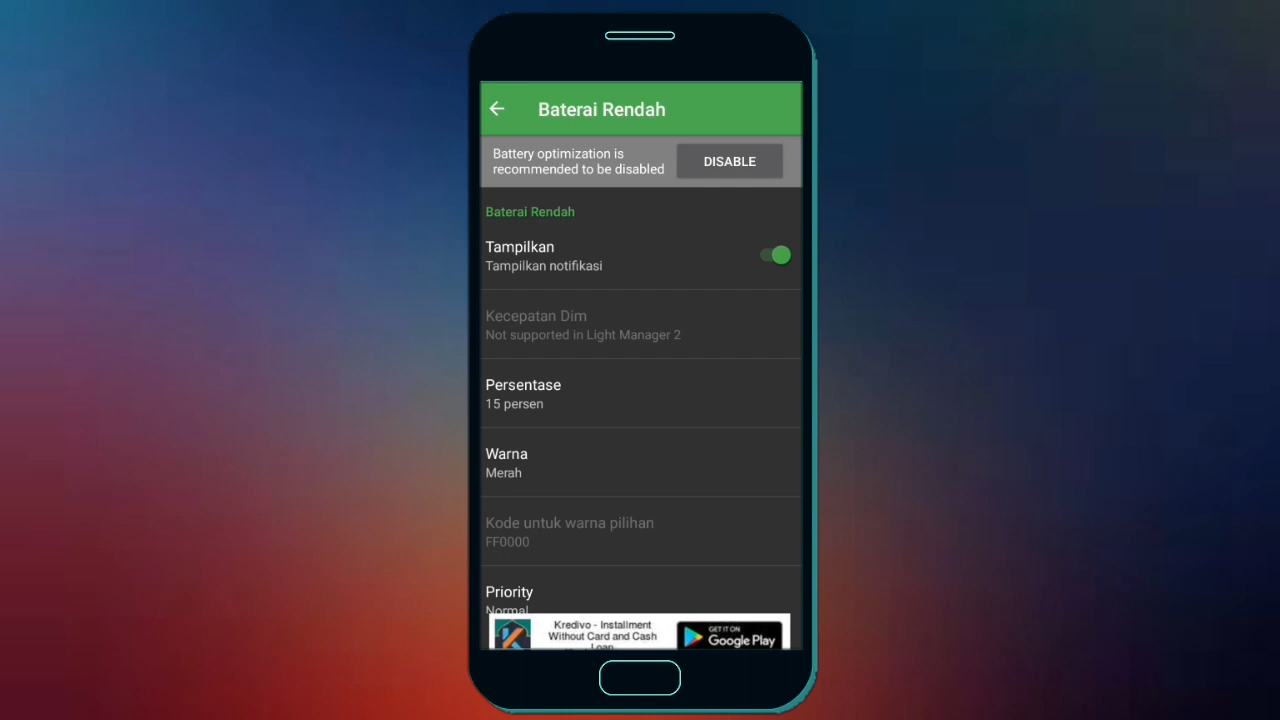 Baterai Rendah
Battery optimization is
recommended to be disabled
DISABLE
Baterai Rendah
Tampilkan
Tampilkan notifikasi
Kecepatan Dim
Not supported in Light Manager 2
Persentase
15 persen
Warna
Merah
Kode untuk warna pilihan
FF0000
Priority
Normal
Kredivo - Installment
Without Card and Cash
Loan
GET IT ON
Google Play